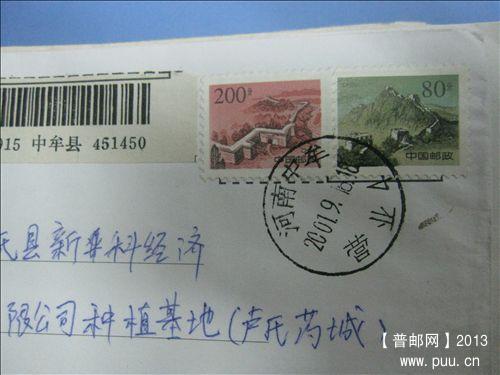 915 中牟县 451450
200分
中国邮政
80分
中国邮政
河南中牟
2001.9.
氏县新
科经济
限公司种植基地(卢氏药城)
【普邮网】2013
www.puu.cn